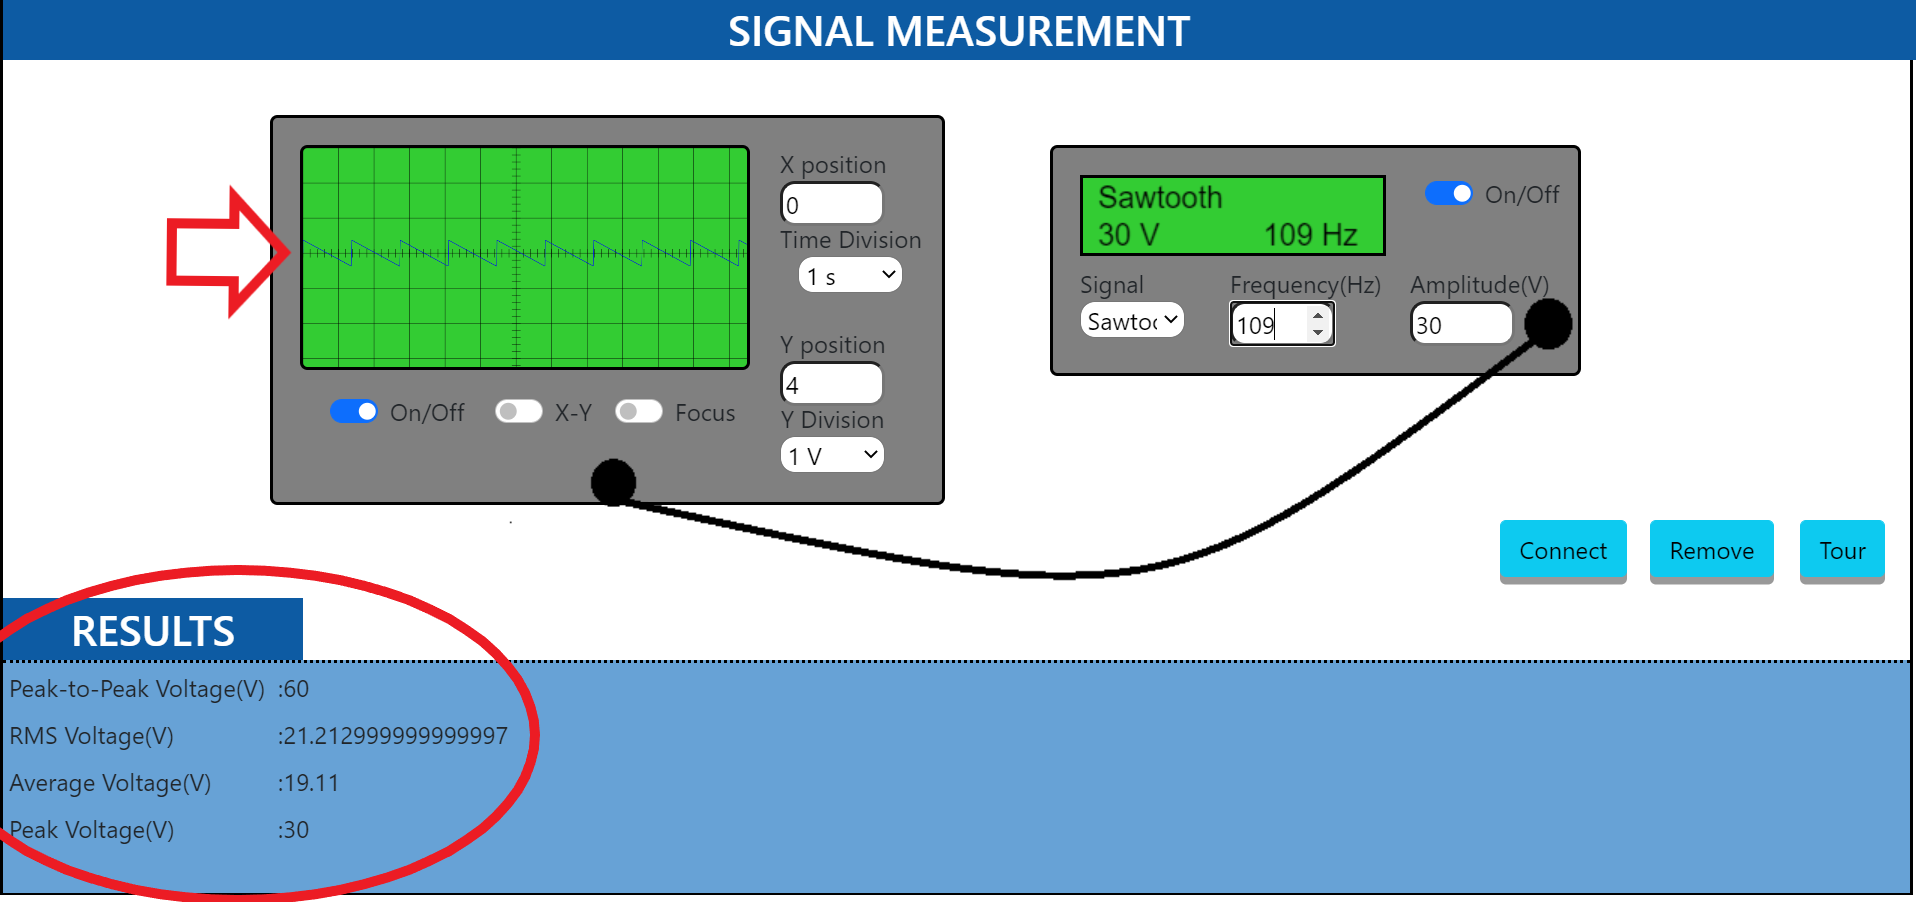 SIGNAL MEASUREMENT
X position
0
Time Division
1 s
Y position
4
Y Division
1 V
On/Off
X-Y
Focus
Sawtooth
30 V 109 Hz
On/Off
Signal Frequency(Hz) Amplitude(V)
Sawtoo 109 30
Connect Remove Tour
RESULTS
Peak-to-Peak Voltage(V) :60
RMS Voltage(V) :21.212999999999997
Average Voltage(V) :19.11
Peak Voltage(V) :30